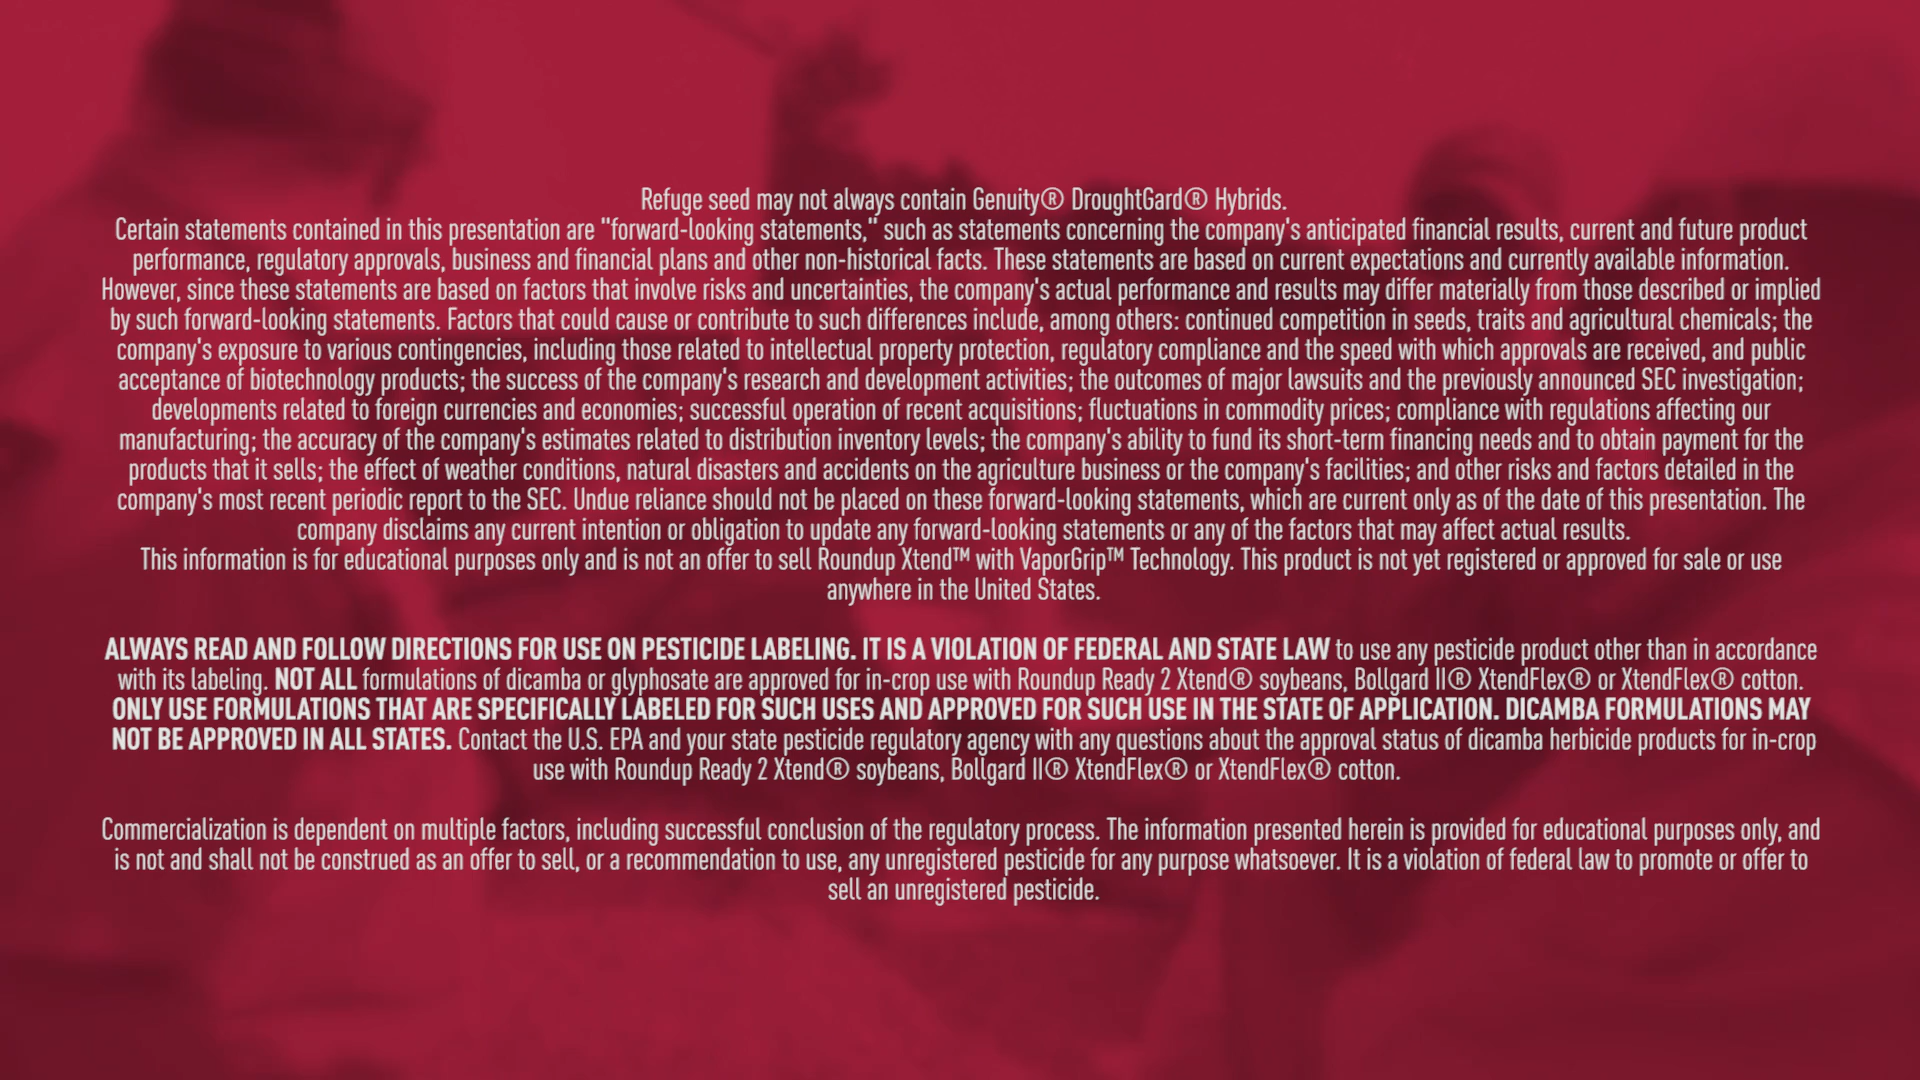 Refuge seed may not always contain Genuity® DroughtGard® Hybrids.
Certain statements contained in this presentation are "forward-looking statements," such as statements concerning the company's anticipated financial results, current and future product
performance, regulatory approvals, business and financial plans and other non-historical facts. These statements are based on current expectations and currently available information.
However, since these statements are based on factors that involve risks and uncertainties, the company's actual performance and results may differ materially from those described or implied
by such forward-looking statements. Factors that could cause or contribute to such differences include, among others: continued competition in seeds, traits and agricultural chemicals; the
company's exposure to various contingencies, including those related to intellectual property protection, regulatory compliance and the speed with which approvals are received, and public
acceptance of biotechnology products; the success of the company's research and development activities; the outcomes of major lawsuits and the previously announced SEC investigation;
developments related to foreign currencies and economies; successful operation of recent acquisitions; fluctuations in commodity prices; compliance with regulations affecting our
manufacturing; the accuracy of the company's estimates related to distribution inventory levels; the company's ability to fund its short-term financing needs and to obtain payment for the
products that it sells; the effect of weather conditions, natural disasters and accidents on the agriculture business or the company's facilities; and other risks and factors detailed in the
company's most recent periodic report to the SEC. Undue reliance should not be placed on these forward-looking statements, which are current only as of the date of this presentation. The
company disclaims any current intention or obligation to update any forward-looking statements or any of the factors that may affect actual results.
This information is for educational purposes only and is not an offer to sell Roundup Xtend™ with VaporGrip™ Technology. This product is not yet registered or approved for sale or use
anywhere in the United States.
ALWAYS READ AND FOLLOW DIRECTIONS FOR USE ON PESTICIDE LABELING. IT IS A VIOLATION OF FEDERAL AND STATE LAW to use any pesticide product other than in accordance
with its labeling. NOT ALL formulations of dicamba or glyphosate are approved for in-crop use with Roundup Ready 2 Xtend® soybeans, Bollgard II® XtendFlex® or XtendFlex® cotton.
ONLY USE FORMULATIONS THAT ARE SPECIFICALLY LABELED FOR SUCH USES AND APPROVED FOR SUCH USE IN THE STATE OF APPLICATION. DICAMBA FORMULATIONS MAY
NOT BE APPROVED IN ALL STATES. Contact the U.S. EPA and your state pesticide regulatory agency with any questions about the approval status of dicamba herbicide products for in-crop
use with Roundup Ready 2 Xtend® soybeans, Bollgard II® XtendFlex® or XtendFlex® cotton.
Commercialization is dependent on multiple factors, including successful conclusion of the regulatory process. The information presented herein is provided for educational purposes only, and
is not and shall not be construed as an offer to sell, or a recommendation to use, any unregistered pesticide for any purpose whatsoever. It is a violation of federal law to promote or offer to
sell an unregistered pesticide.